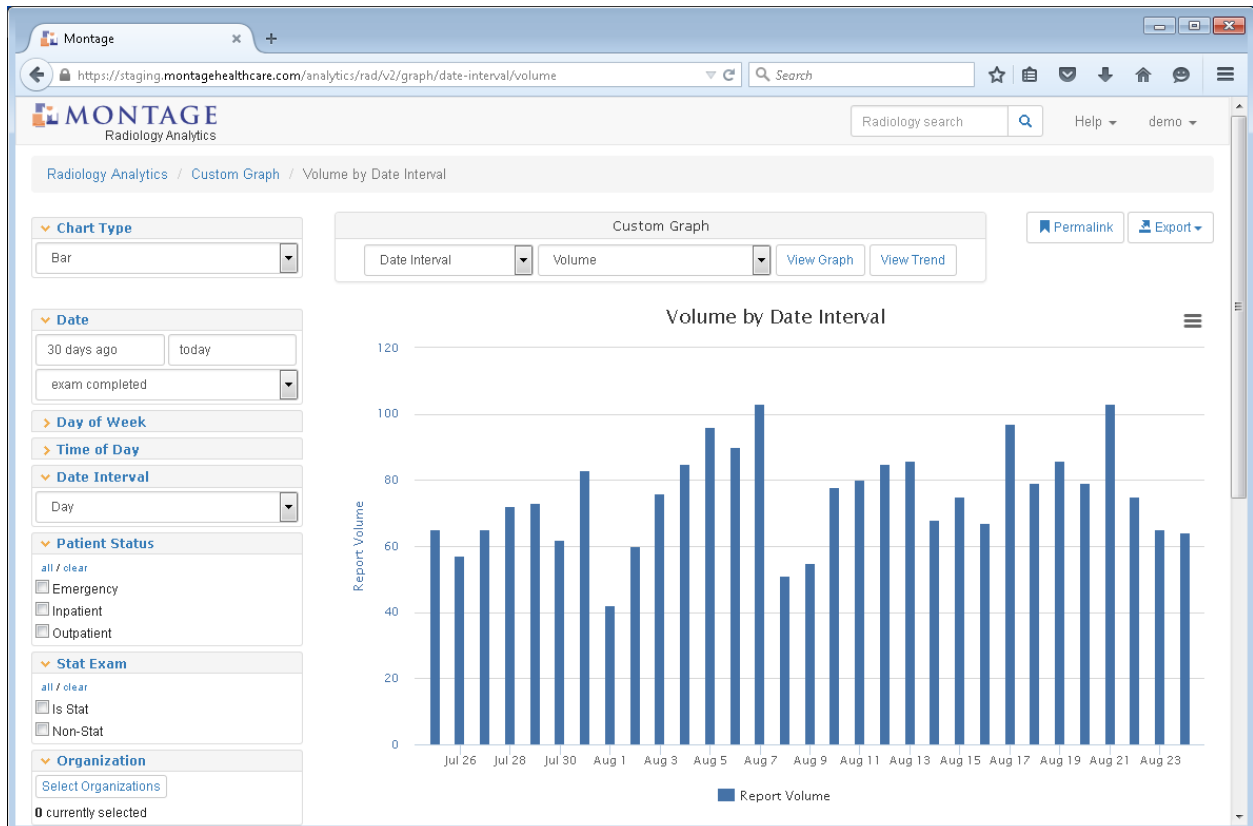 Montage
https://staging.montagehealthcare.com/analytics/rad/v2/graph/date-interval/volume
Search
MONTAGE
Radiology Analytics
Radiology search
Help
demo
Radiology Analytics / Custom Graph / Volume by Date Interval
Chart Type
Bar
Date
30 days ago today
exam completed
Day of Week
Time of Day
Date Interval
Day
Patient Status
all / clear
Emergency
Inpatient
Outpatient
Stat Exam
all / clear
Is Stat
Non-Stat
Organization
Select Organizations
0 currently selected
Custom Graph
Date Interval Volume View Graph View Trend
Permalink Export
Volume by Date Interval
120
100
80
60
40
20
0
Report Volume
Jul 26 Jul 28 Jul 30 Aug 1 Aug 3 Aug 5 Aug 7 Aug 9 Aug 11 Aug 13 Aug 15 Aug 17 Aug 19 Aug 21 Aug 23
Report Volume